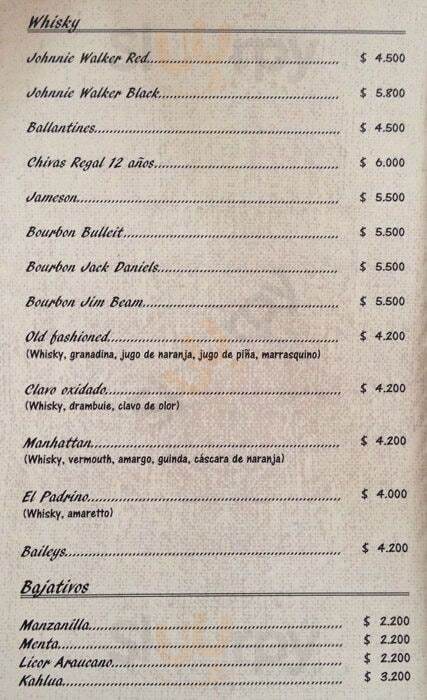 Whisky
Johnnie Walker Red........................................ $ 4.500
Johnnie Walker Black........................................ $ 5.800
Ballantines........................................ $ 4.500
Chivas Regal 12 años........................................ $ 6.000
Jameson........................................ $ 5.500
Bourbon Bulleit........................................ $ 5.500
Bourbon Jack Daniels........................................ $ 5.500
Bourbon Jim Beam........................................ $ 5.500
Old fashioned........................................ $ 4.200
(Whisky, granadina, jugo de naranja, jugo de piña, marrasquino)
Clavo oxidado........................................ $ 4.200
(Whisky, drambuie, clavo de olor)
Manhattan........................................ $ 4.200
(Whisky, vermouth, amargo, guinda, cáscara de naranja)
El Padrino........................................ $ 4.000
(Whisky, amaretto)
Baileys........................................ $ 4.200
Bajativos
Manzanilla........................................ $ 2.200
Menta........................................ $ 2.200
Licor Araucano........................................ $ 2.200
Kahlua........................................ $ 3.200